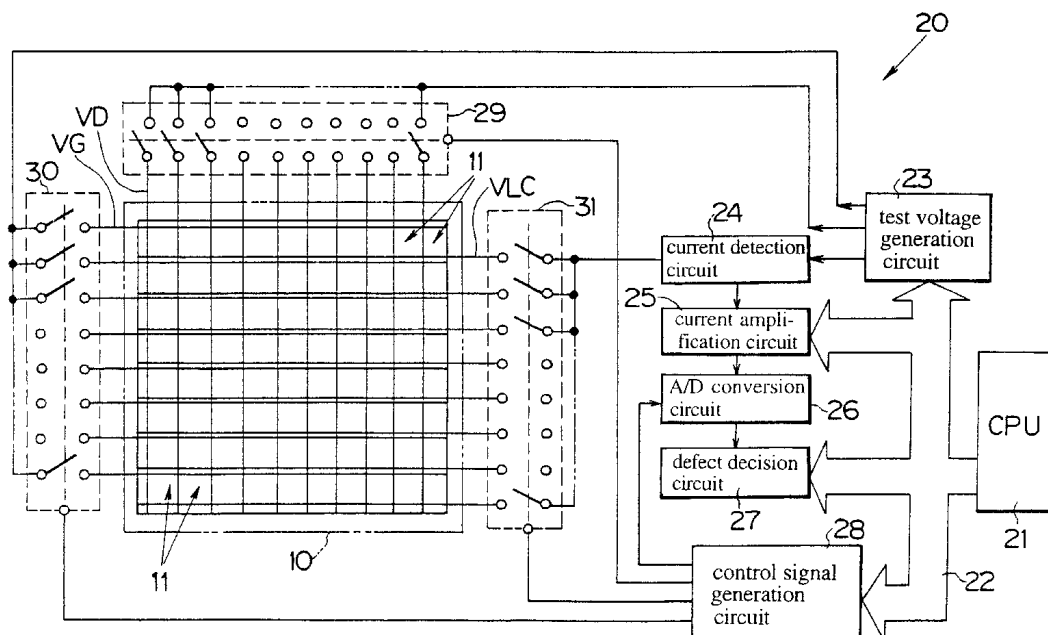 20
VD
VG
29
30
11
VLC
31
23
test voltage
generation
circuit
24
current detection
circuit
25
current ampli-
fication circuit
A/D conversion
circuit
26
CPU
defect decision
circuit
27
21
10
11
28
control signal
generation
circuit
22